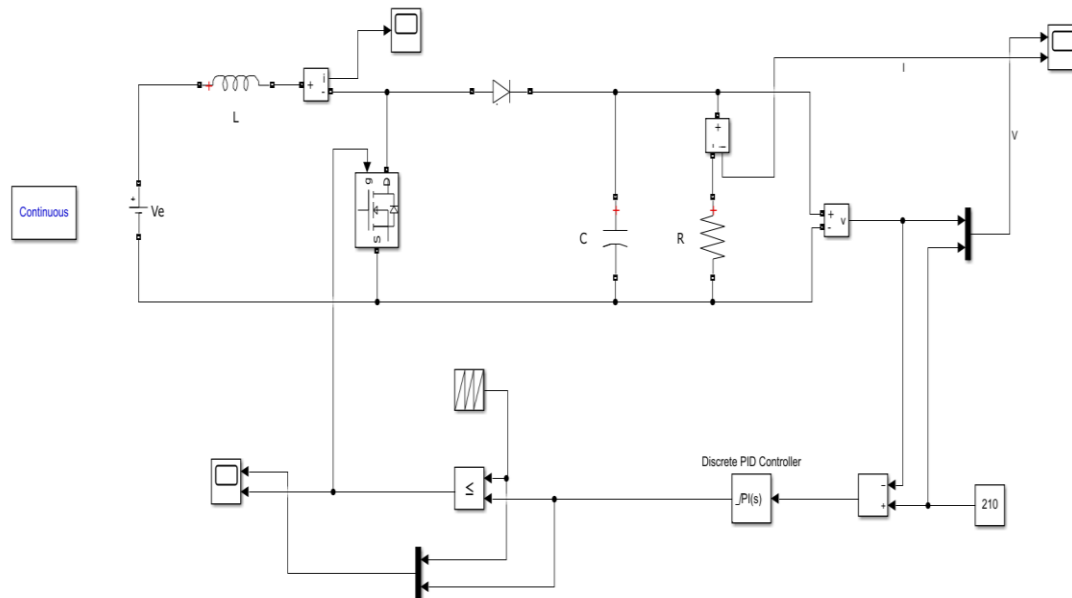 i
+
-
L
I
+
-
i
V
g
D
S
Continuous
+
Ve
C
R
+
-
v
Discrete PID Controller
≤
PI(s)
-
+
210